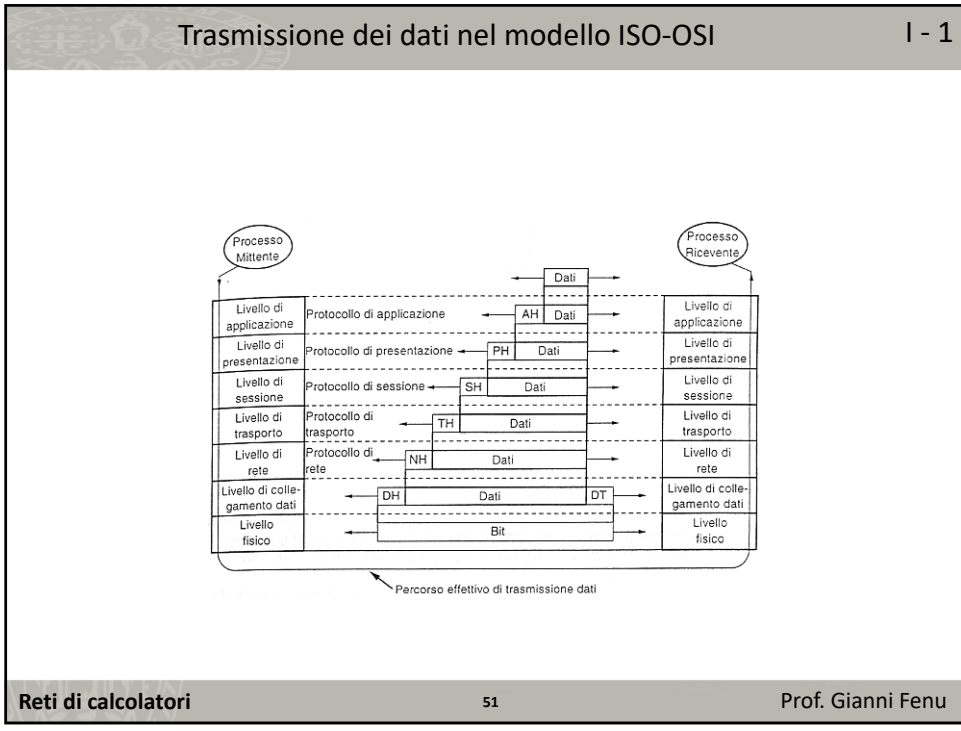 Trasmissione dei dati nel modello ISO-OSI
I - 1
Processo
Mittente
Processo
Ricevente
Dati
Livello di
applicazione
Protocollo di applicazione
AH
Dati
Livello di
applicazione
Livello di
presentazione
Protocollo di presentazione
PH
Dati
Livello di
presentazione
Livello di
sessione
Protocollo di sessione
SH
Dati
Livello di
sessione
Livello di
trasporto
Protocollo di
trasporto
TH
Dati
Livello di
trasporto
Livello di
rete
Protocollo di
rete
NH
Dati
Livello di
rete
Livello di colle-
gamento dati
DH
Dati
DT
Livello di colle-
gamento dati
Livello
fisico
Bit
Livello
fisico
Percorso effettivo di trasmissione dati
Reti di calcolatori
51
Prof. Gianni Fenu